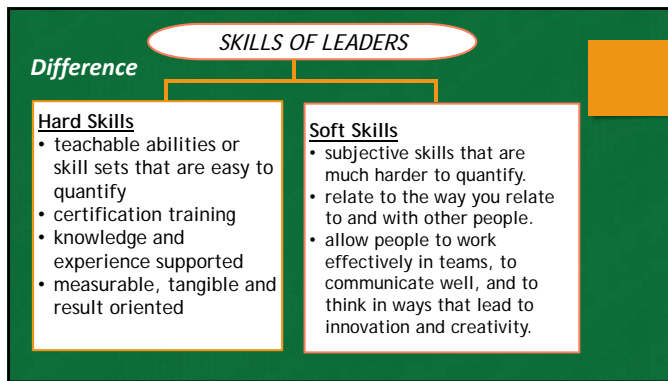 SKILLS OF LEADERS
Difference
Hard Skills
• teachable abilities or
skill sets that are easy to
quantify
• certification training
• knowledge and
experience supported
• measurable, tangible and
result oriented
Soft Skills
• subjective skills that are
much harder to quantify.
• relate to the way you relate
to and with other people.
• allow people to work
effectively in teams, to
communicate well, and to
think in ways that lead to
innovation and creativity.